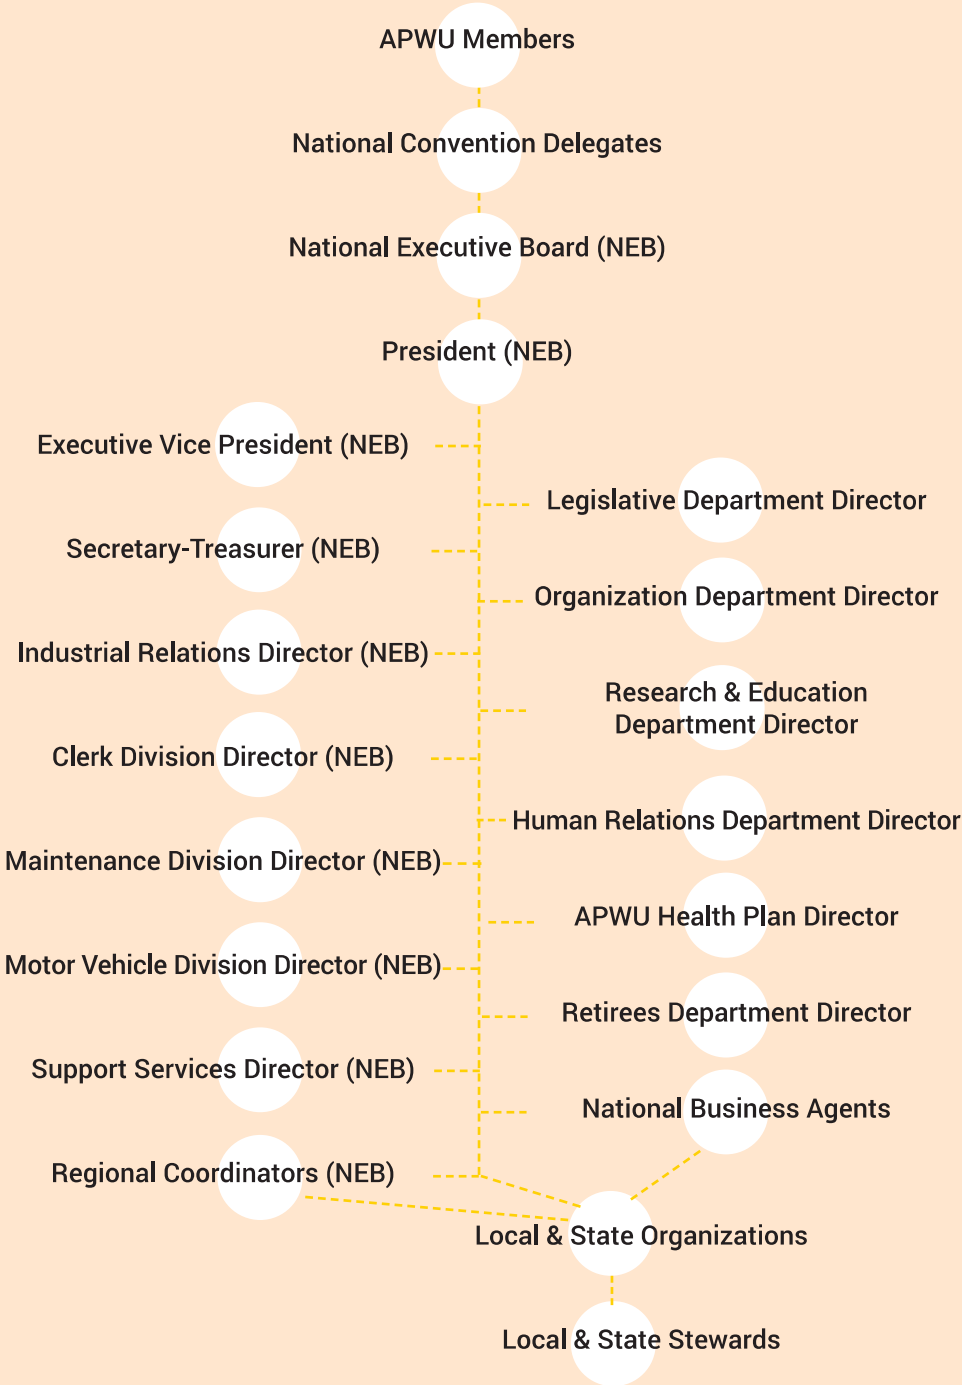 APWU Members
National Convention Delegates
National Executive Board (NEB)
President (NEB)
Executive Vice President (NEB)
Legislative Department Director
Secretary-Treasurer (NEB)
Organization Department Director
Industrial Relations Director (NEB)
Research & Education
Department Director
Clerk Division Director (NEB)
Human Relations Department Director
Maintenance Division Director (NEB)
APWU Health Plan Director
Motor Vehicle Division Director (NEB)
Retirees Department Director
Support Services Director (NEB)
National Business Agents
Regional Coordinators (NEB)
Local & State Organizations
Local & State Stewards